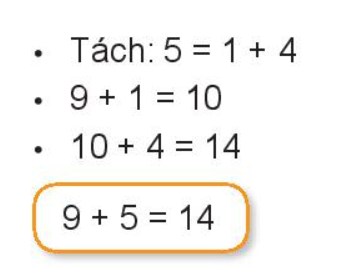 • Tách: 5 = 1 + 4
• 9 + 1 = 10
• 10 + 4 = 14
9 + 5 = 14